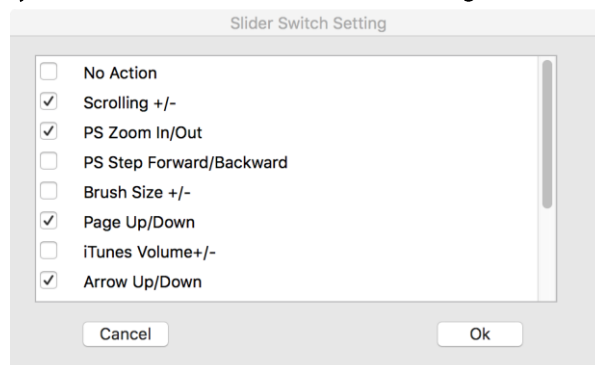 Slider Switch Setting
No Action
Scrolling +/-
PS Zoom In/Out
PS Step Forward/Backward
Brush Size +/-
Page Up/Down
iTunes Volume+/-
Arrow Up/Down
Cancel Ok